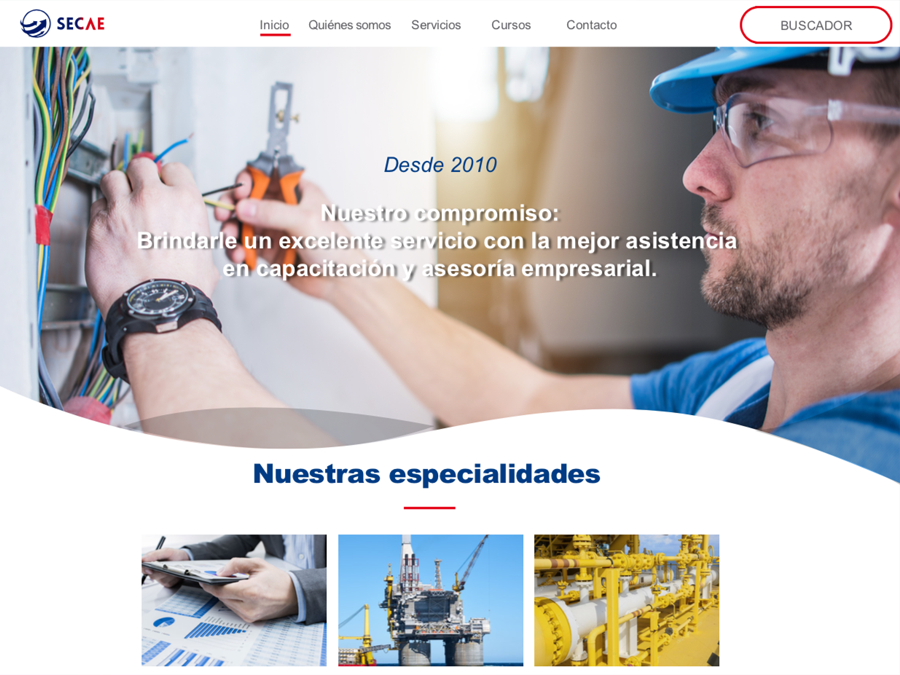 SECAE
Inicio
Quiénes somos
Servicios
Cursos
Contacto
BUSCADOR
Desde 2010
Nuestro compromiso:
Brindarle un excelente servicio con la mejor asistencia
en capacitación y asesoría empresarial.
Nuestras especialidades